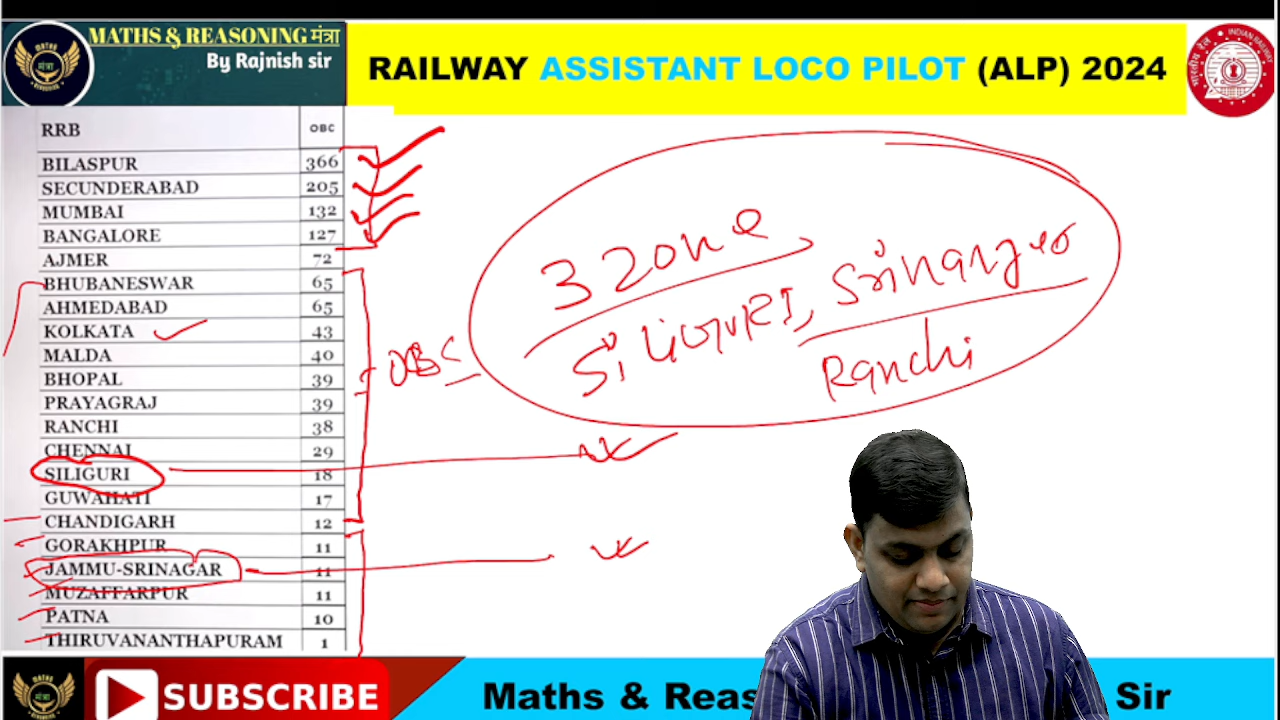 MATHS & REASONING मंत्रा
By Rajnish sir
RAILWAY ASSISTANT LOCO PILOT (ALP) 2024
RRB OBC
BILASPUR 366
SECUNDERABAD 205
MUMBAI 132
BANGALORE 127
AJMER 72
BHUBANESWAR 65
AHMEDABAD 65
KOLKATA 43
MALDA 40
BHOPAL 39
PRAYAGRAJ 39
RANCHI 38
CHENNAI 29
SILIGURI 18
GUWAHATI 17
CHANDIGARH 12
GORAKHPUR 11
JAMMU-SRINAGAR 11
MUZAFFARPUR 11
PATNA 10
THIRUVANANTHAPURAM 1
OBC
3 Zone
Ranchi
SUBSCRIBE
Maths & Reas Sir